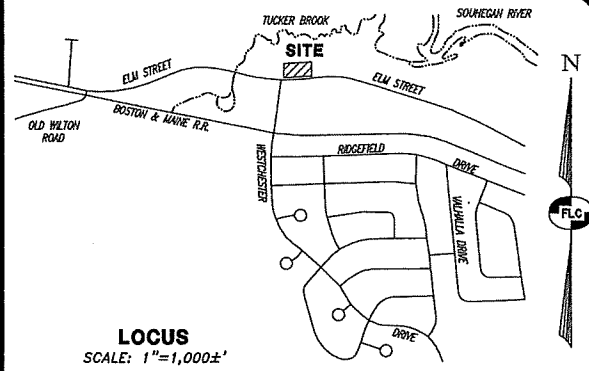 TUCKER BROOK
SOUHEGAN RIVER
SITE
N
ELM STREET
ELM STREET
OLD WILTON
ROAD
BOSTON & MAINE R.R.
WESTCHESTER
RIDGEFIELD
DRIVE
VALHALLA DRIVE
FLC
DRIVE
LOCUS
SCALE: 1"=1,000±'